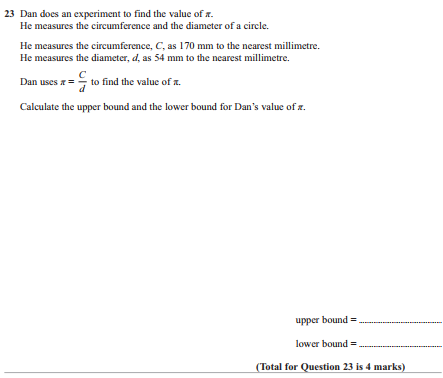 23 Dan does an experiment to find the value of π.
He measures the circumference and the diameter of a circle.
He measures the circumference, C, as 170 mm to the nearest millimetre.
He measures the diameter, d, as 54 mm to the nearest millimetre.
Dan uses π = C/d to find the value of π.
Calculate the upper bound and the lower bound for Dan's value of π.
upper bound = ........................................
lower bound = ........................................
(Total for Question 23 is 4 marks)